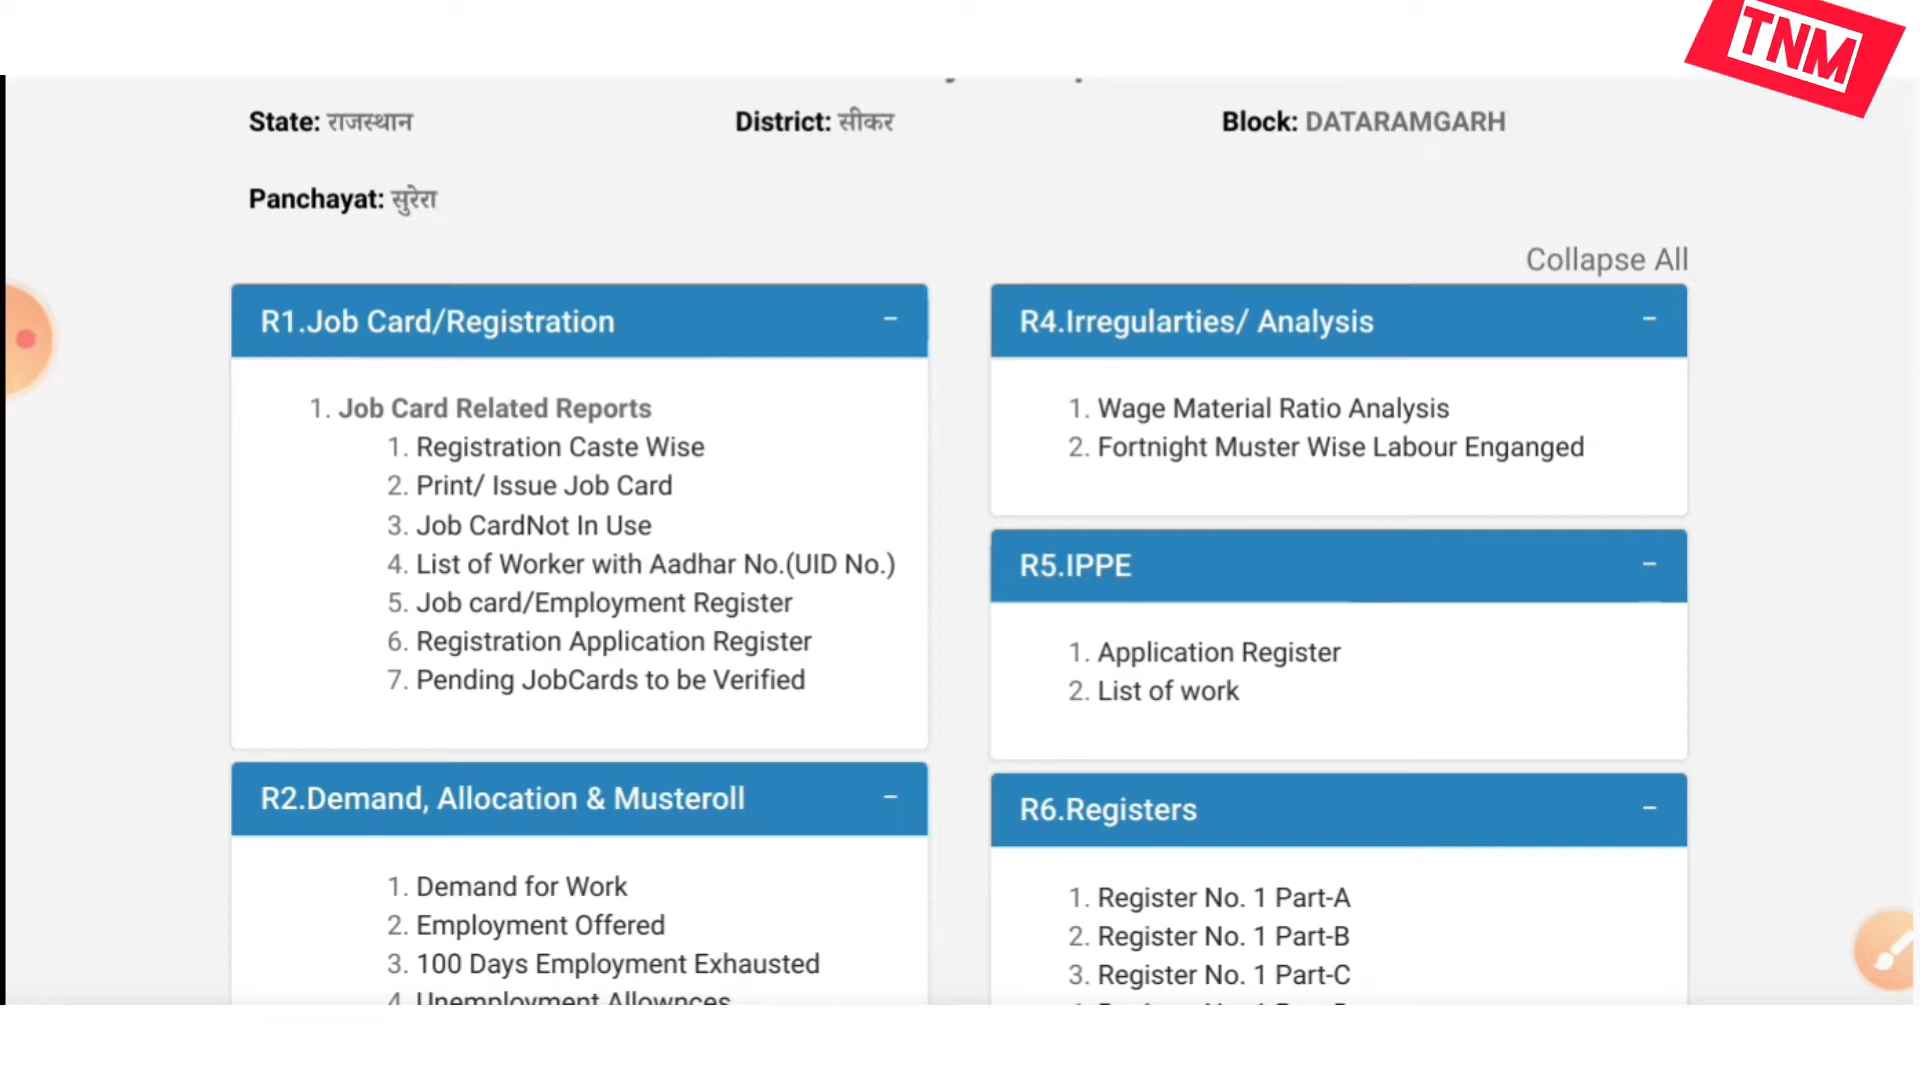 TNM
State: राजस्थान
District: सीकर
Block: DATARAMGARH
Panchayat: सुरेरा
Collapse All
R1.Job Card/Registration −
1. Job Card Related Reports
1. Registration Caste Wise
2. Print/ Issue Job Card
3. Job CardNot In Use
4. List of Worker with Aadhar No.(UID No.)
5. Job card/Employment Register
6. Registration Application Register
7. Pending JobCards to be Verified
R2.Demand, Allocation & Musteroll −
1. Demand for Work
2. Employment Offered
3. 100 Days Employment Exhausted
4. Unemployment Allownces
R4.Irregularties/ Analysis −
1. Wage Material Ratio Analysis
2. Fortnight Muster Wise Labour Enganged
R5.IPPE −
1. Application Register
2. List of work
R6.Registers −
1. Register No. 1 Part-A
2. Register No. 1 Part-B
3. Register No. 1 Part-C